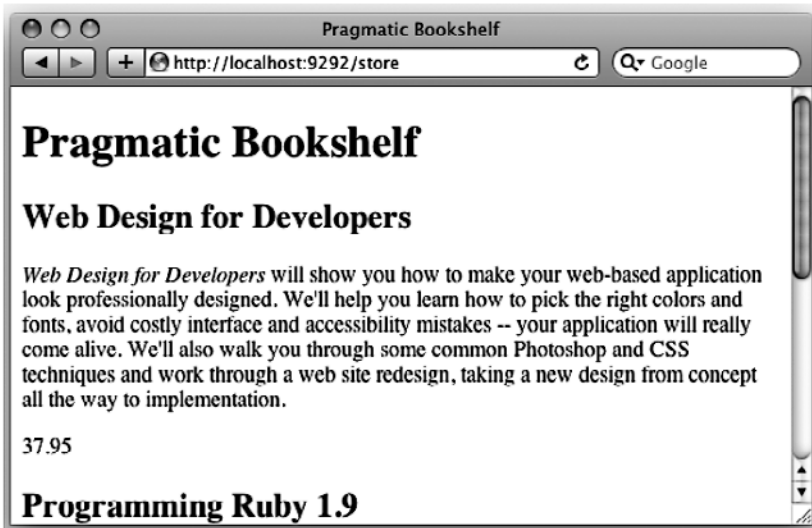 Pragmatic Bookshelf
http://localhost:9292/store
Google
Pragmatic Bookshelf
Web Design for Developers
Web Design for Developers will show you how to make your web-based application
look professionally designed. We'll help you learn how to pick the right colors and
fonts, avoid costly interface and accessibility mistakes -- your application will really
come alive. We'll also walk you through some common Photoshop and CSS
techniques and work through a web site redesign, taking a new design from concept
all the way to implementation.
37.95
Programming Ruby 1.9